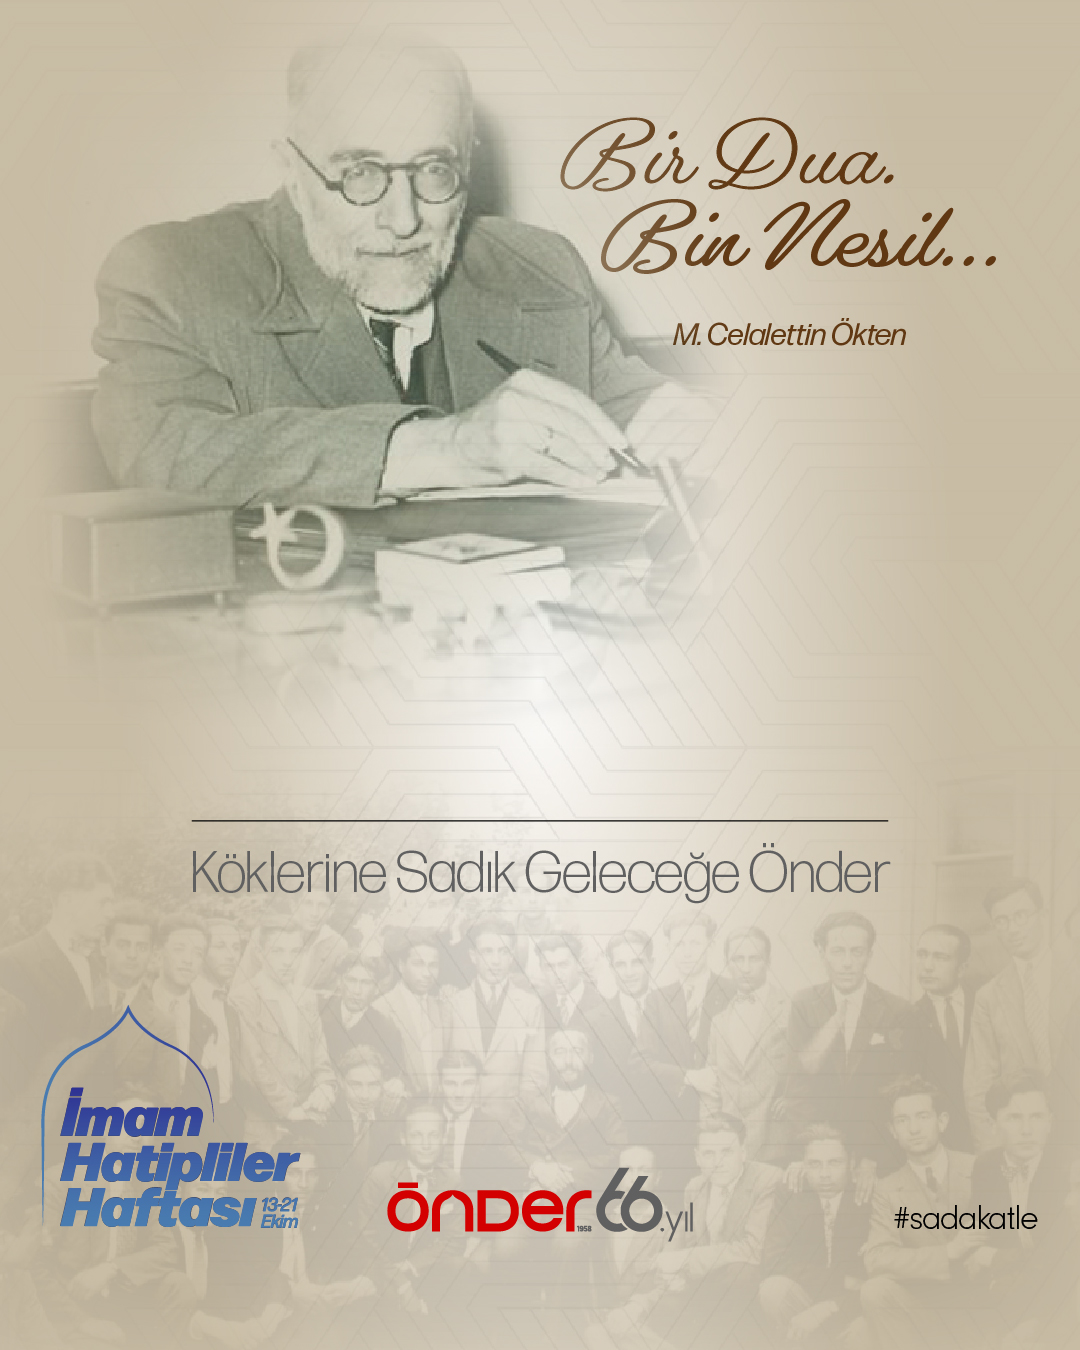 Bir Dua.
Bin Nesil...
M. Celalettin Ökten
Köklerine Sadık Geleceğe Önder
İmam
Hatipliler
Haftası 13-21
Ekim
önder 1958 66.yıl
#sadakatle